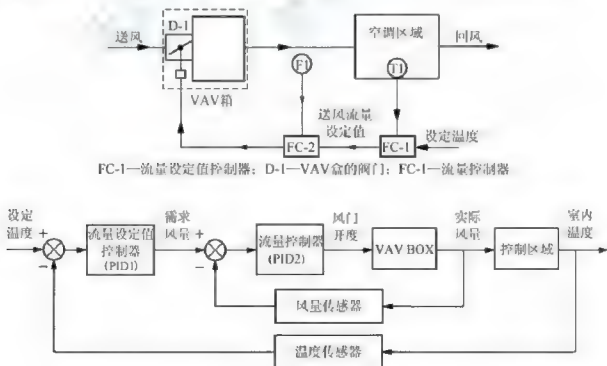 送风
D-1
VAV箱
F1
空调区域
T1
回风
送风流量
设定值
FC-2
FC-1
设定温度
FC-1—流量设定值控制器；D-1—VAV盒的阀门；FC-1—流量控制器
设定
温度
+
−
流量设定值
控制器
(PID1)
需求
风量
+
−
流量控制器
(PID2)
风门
开度
VAV BOX
实际
风量
控制区域
室内
温度
风量传感器
温度传感器